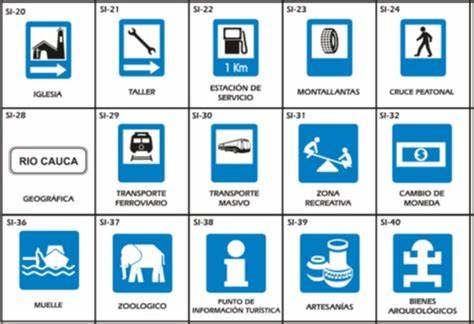 SI-20
SI-21
SI-22
SI-23
SI-24
1 Km
IGLESIA
TALLER
ESTACIÓN DE
SERVICIO
MONTALLANTAS
CRUCE PEATONAL
SI-28
SI-29
SI-30
SI-31
SI-32
RIO CAUCA
$
GEOGRÁFICA
TRANSPORTE
FERROVIARIO
TRANSPORTE
MASIVO
ZONA
RECREATIVA
CAMBIO DE
MONEDA
SI-36
SI-37
SI-38
SI-39
SI-40
MUELLE
ZOOLOGICO
PUNTO DE
INFORMACIÓN TURÍSTICA
ARTESANÍAS
BIENES
ARQUEOLÓGICOS